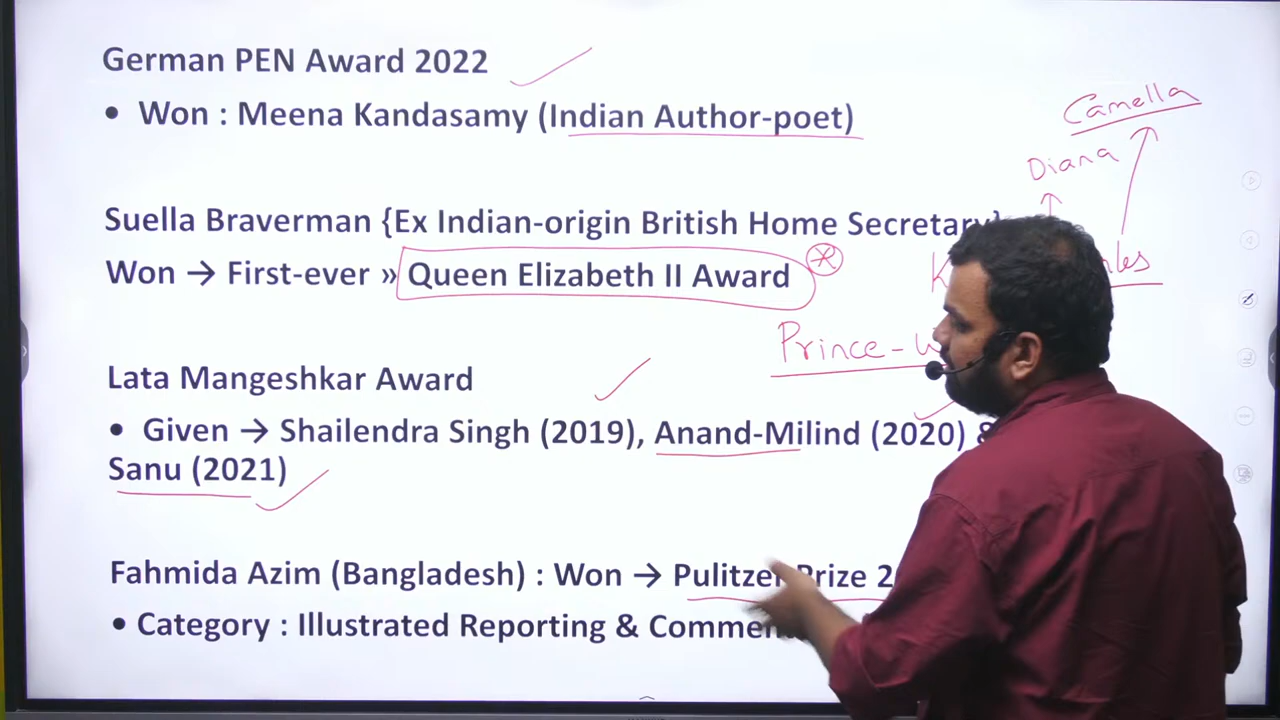 German PEN Award 2022
• Won : Meena Kandasamy (Indian Author-poet)
Camella
Diana
Suella Braverman {Ex Indian-origin British Home Secretary}
Won → First-ever » Queen Elizabeth II Award
Prince-W
Lata Mangeshkar Award
• Given → Shailendra Singh (2019), Anand-Milind (2020) &
Sanu (2021)
Fahmida Azim (Bangladesh) : Won → Pulitzer Prize 2
• Category : Illustrated Reporting &